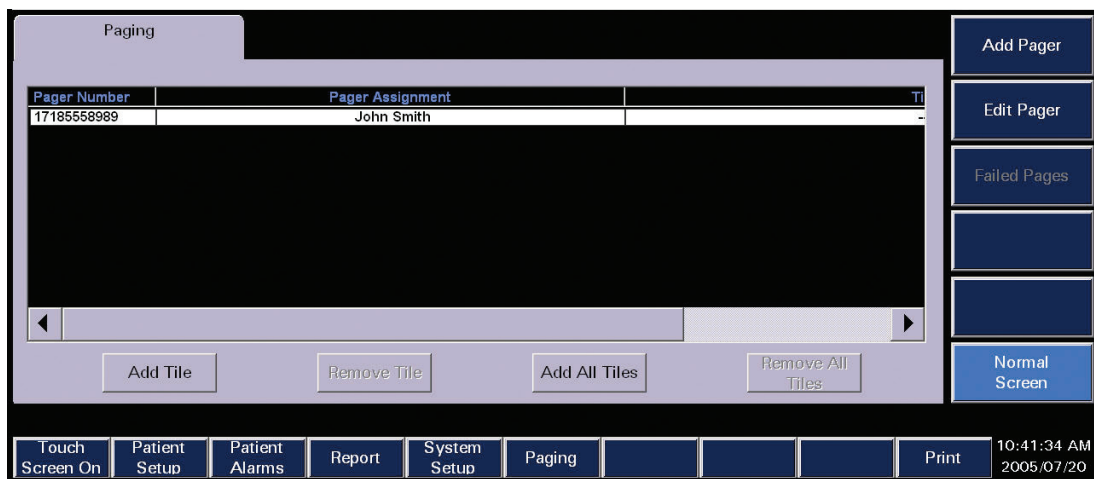 Paging
Pager Number Pager Assignment Ti
17185558989 John Smith --
Add Tile Remove Tile Add All Tiles Remove All
Tiles
Add Pager
Edit Pager
Failed Pages
Normal
Screen
Touch
Screen On
Patient
Setup
Patient
Alarms
Report
System
Setup
Paging
Print
10:41:34 AM
2005/07/20